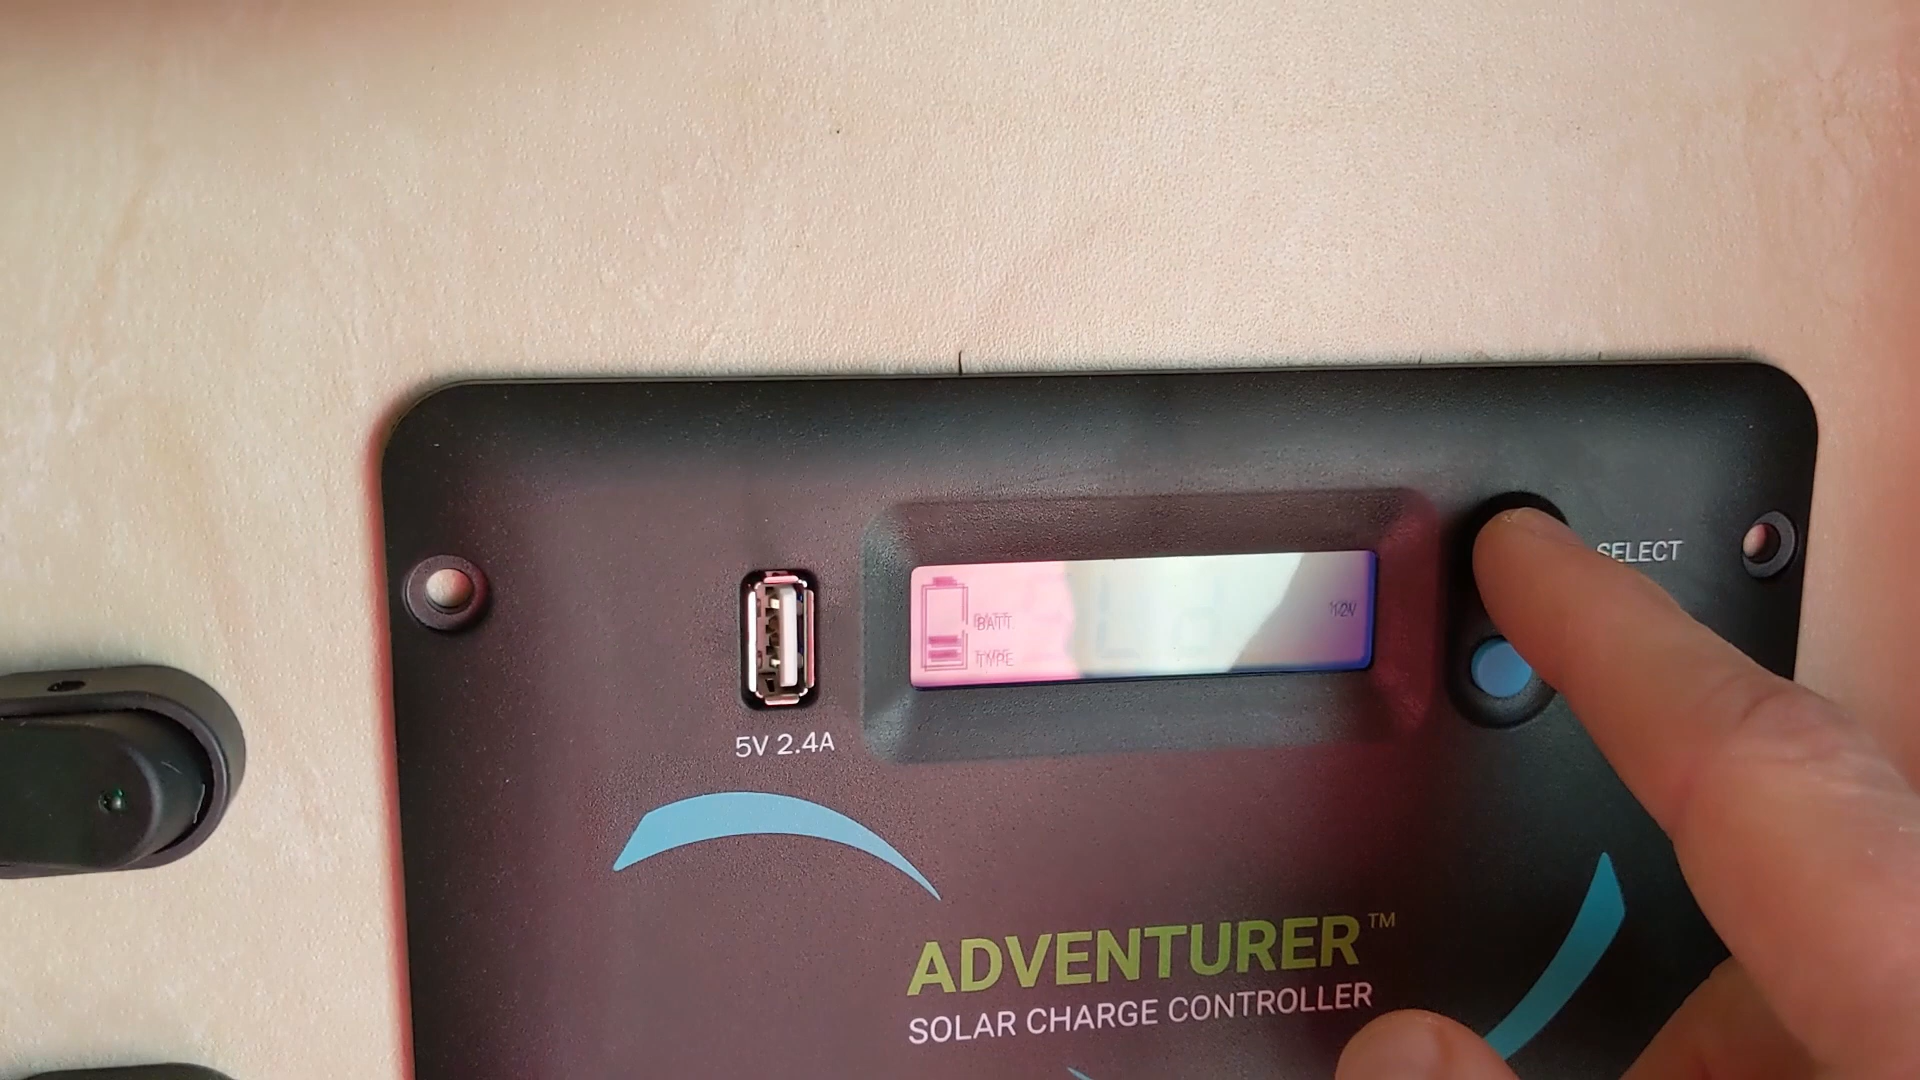 SELECT
BATT.
TYPE
12V
5V 2.4A
ADVENTURER™
SOLAR CHARGE CONTROLLER